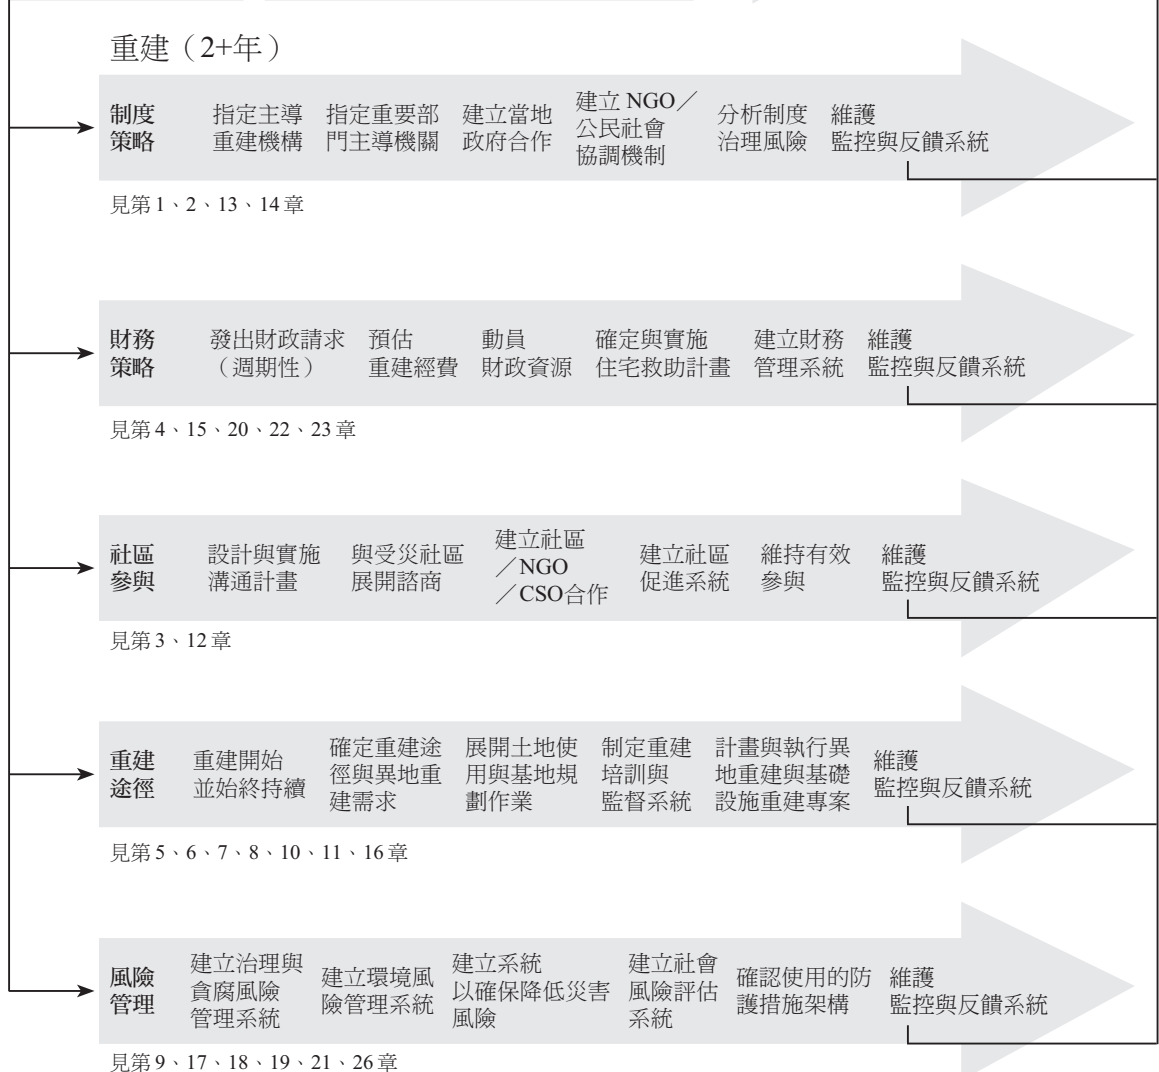 重建（2+年）
制度
策略
指定主導
重建機構
指定重要部
門主導機關
建立當地
政府合作
建立 NGO／
公民社會
協調機制
分析制度
治理風險
維護
監控與反饋系統
見第 1、2、13、14 章
財務
策略
發出財政請求
（週期性）
預估
重建經費
動員
財政資源
確定與實施
住宅救助計畫
建立財務
管理系統
維護
監控與反饋系統
見第 4、15、20、22、23 章
社區
參與
設計與實施
溝通計畫
與受災社區
展開諮商
建立社區
／NGO
／CSO合作
建立社區
促進系統
維持有效
參與
維護
監控與反饋系統
見第 3、12 章
重建
途徑
重建開始
並始終持續
確定重建途
徑與異地重
建需求
展開土地使
用與基地規
劃作業
制定重建
培訓與
監督系統
計畫與執行異
地重建與基礎
設施重建專案
維護
監控與反饋系統
見第 5、6、7、8、10、11、16 章
風險
管理
建立治理與
貪腐風險
管理系統
建立環境風
險管理系統
建立系統
以確保降低災害
風險
建立社會
風險評估
系統
確認使用的防
護措施架構
維護
監控與反饋系統
見第 9、17、18、19、21、26 章